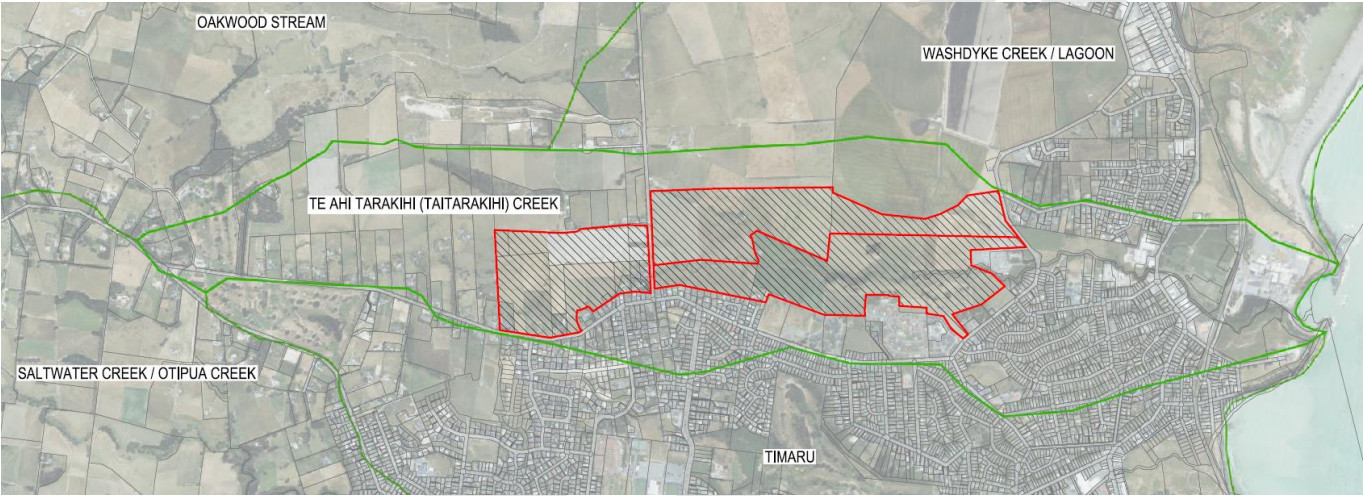 OAKWOOD STREAM
WASHDYKE CREEK / LAGOON
TE AHI TARAKIHI (TAITARAKIHI) CREEK
SALTWATER CREEK / OTIPUA CREEK
TIMARU